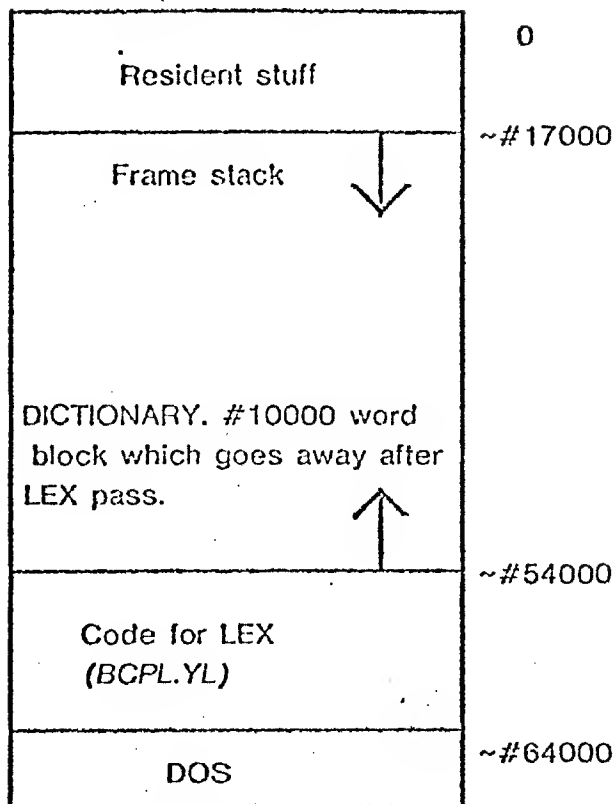 0
Resident stuff
~#17000
Frame stack
DICTIONARY. #10000 word
block which goes away after
LEX pass.
~#54000
Code for LEX
(BCPL.YL)
~#64000
DOS